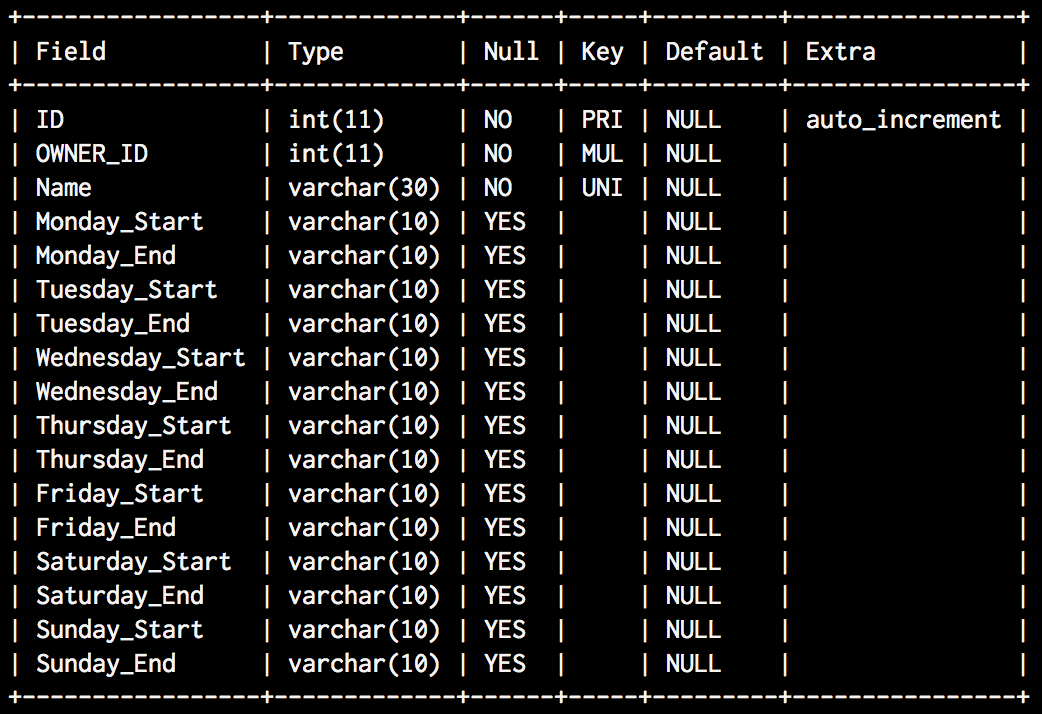 +-----------------+-------------+------+-----+---------+----------------+
| Field           | Type        | Null | Key | Default | Extra          |
+-----------------+-------------+------+-----+---------+----------------+
| ID              | int(11)     | NO   | PRI | NULL    | auto_increment |
| OWNER_ID        | int(11)     | NO   | MUL | NULL    |                |
| Name            | varchar(30) | NO   | UNI | NULL    |                |
| Monday_Start    | varchar(10) | YES  |     | NULL    |                |
| Monday_End      | varchar(10) | YES  |     | NULL    |                |
| Tuesday_Start   | varchar(10) | YES  |     | NULL    |                |
| Tuesday_End     | varchar(10) | YES  |     | NULL    |                |
| Wednesday_Start | varchar(10) | YES  |     | NULL    |                |
| Wednesday_End   | varchar(10) | YES  |     | NULL    |                |
| Thursday_Start  | varchar(10) | YES  |     | NULL    |                |
| Thursday_End    | varchar(10) | YES  |     | NULL    |                |
| Friday_Start    | varchar(10) | YES  |     | NULL    |                |
| Friday_End      | varchar(10) | YES  |     | NULL    |                |
| Saturday_Start  | varchar(10) | YES  |     | NULL    |                |
| Saturday_End    | varchar(10) | YES  |     | NULL    |                |
| Sunday_Start    | varchar(10) | YES  |     | NULL    |                |
| Sunday_End      | varchar(10) | YES  |     | NULL    |                |
+-----------------+-------------+------+-----+---------+----------------+